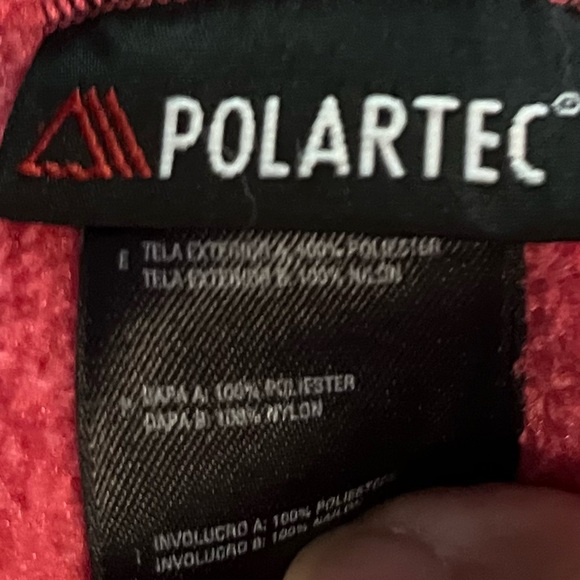 POLARTEC®
E TELA EXTERIOR A: 100% POLIESTER
TELA EXTERIOR B: 100% NYLON
CAPA A: 100% POLIESTER
CAPA B: 100% NYLON
I INVOLUCRO A: 100% POLIESTER
INVOLUCRO B: 100%